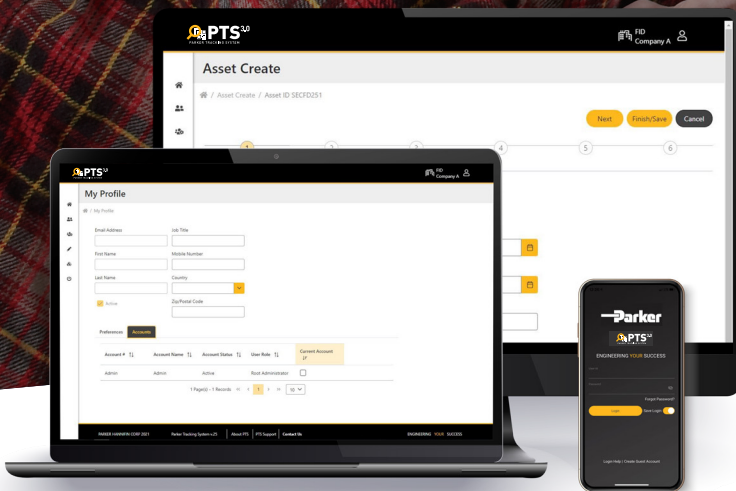 PTS 3.0
PARKER TRACKING SYSTEM
FID
Company A
Asset Create
/ Asset Create / Asset ID SECFD251
Next Finish/Save Cancel
1 2 3 4 5 6
PTS 3.0
FID
Company A
My Profile
/ My Profile
Email Address Job Title
First Name Mobile Number
Last Name Country
Active Zip/Postal Code
Preferences Accounts
Account # Account Name Account Status User Role Current Account
Admin Admin Active Root Administrator
1 Page(s) - 1 Records 1 10
PARKER HANNIFIN CORP 2021 Parker Tracking System v.25 About PTS PTS Support Contact Us ENGINEERING YOUR SUCCESS
Parker
PTS
ENGINEERING YOUR SUCCESS
Forgot Password?
Login Save Login
Login Help | Create Guest Account